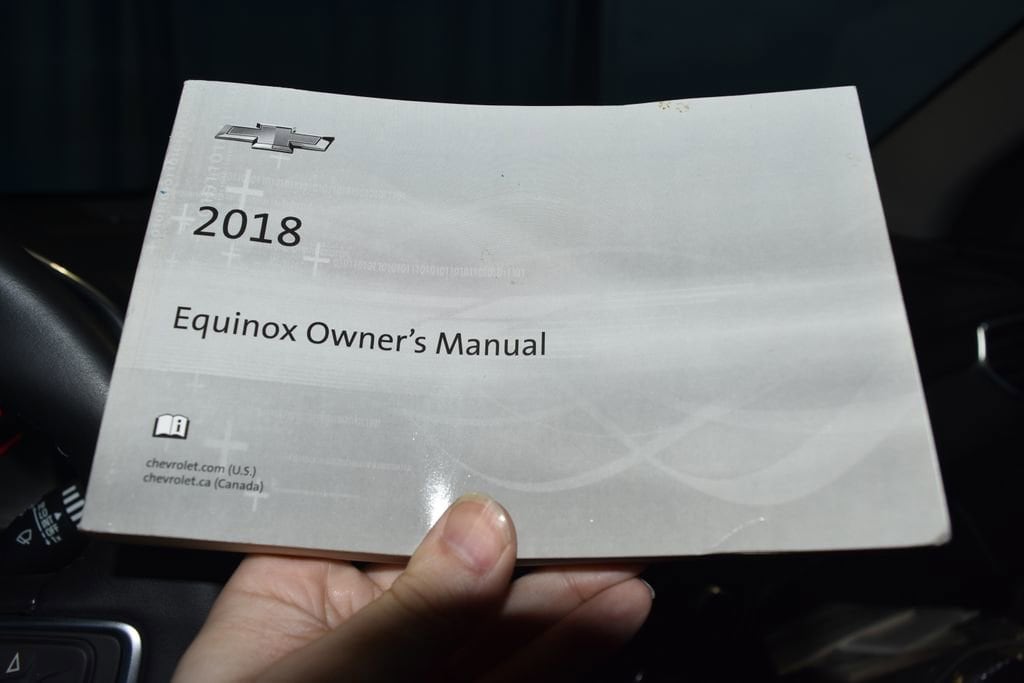 2018
Equinox Owner's Manual
chevrolet.com (U.S.)
chevrolet.ca (Canada)